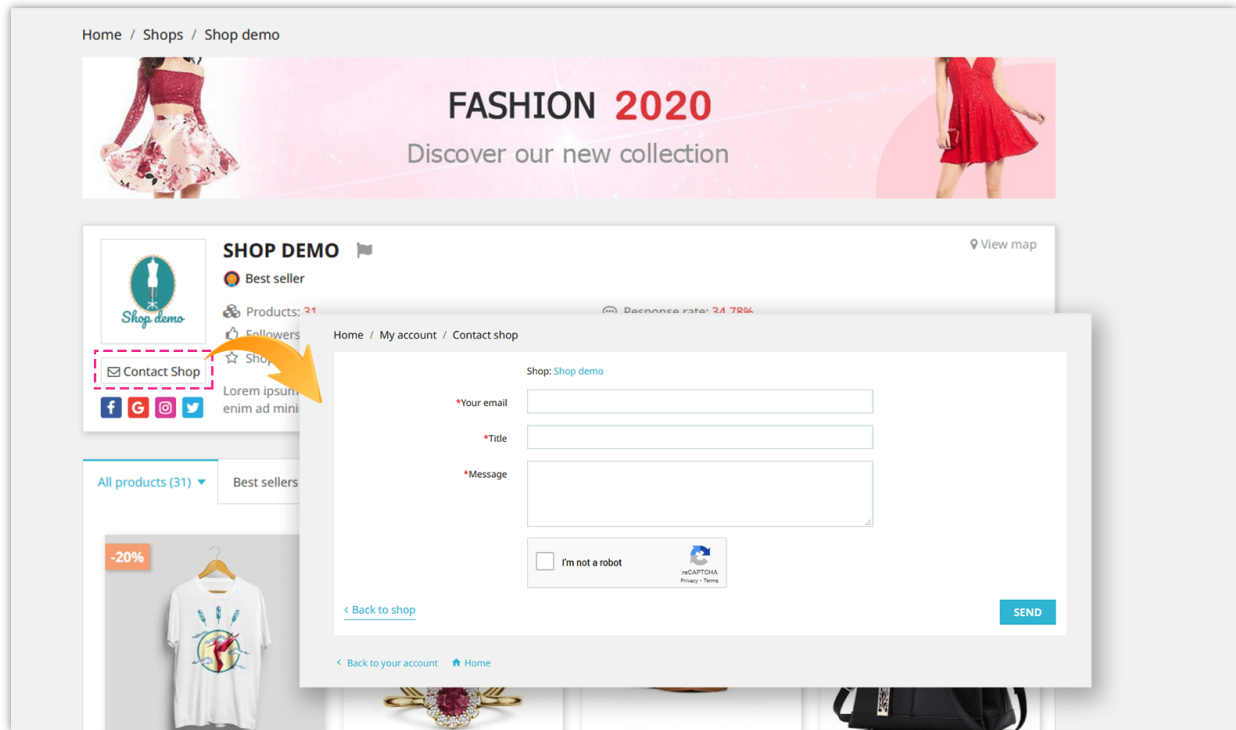 Home / Shops / Shop demo
FASHION 2020
Discover our new collection
SHOP DEMO
View map
Best seller
Shop demo
Products: 31
Response rate: 34.78%
Followers
Shop
Contact Shop
Lorem ipsum
enim ad mini
All products (31)
Best sellers
-20%
Home / My account / Contact shop
Shop: Shop demo
*Your email
*Title
*Message
I'm not a robot
reCAPTCHA
Privacy - Terms
‹ Back to shop
SEND
‹ Back to your account Home